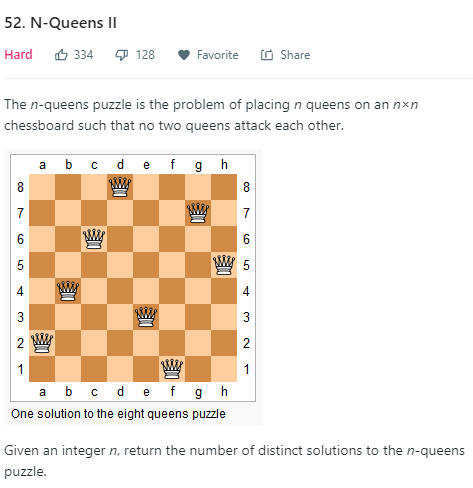 52. N-Queens II
Hard 334 128 Favorite Share
The n-queens puzzle is the problem of placing n queens on an n×n
chessboard such that no two queens attack each other.
a b c d e f g h
8 8
7 7
6 6
5 5
4 4
3 3
2 2
1 1
a b c d e f g h
One solution to the eight queens puzzle
Given an integer n, return the number of distinct solutions to the n-queens
puzzle.